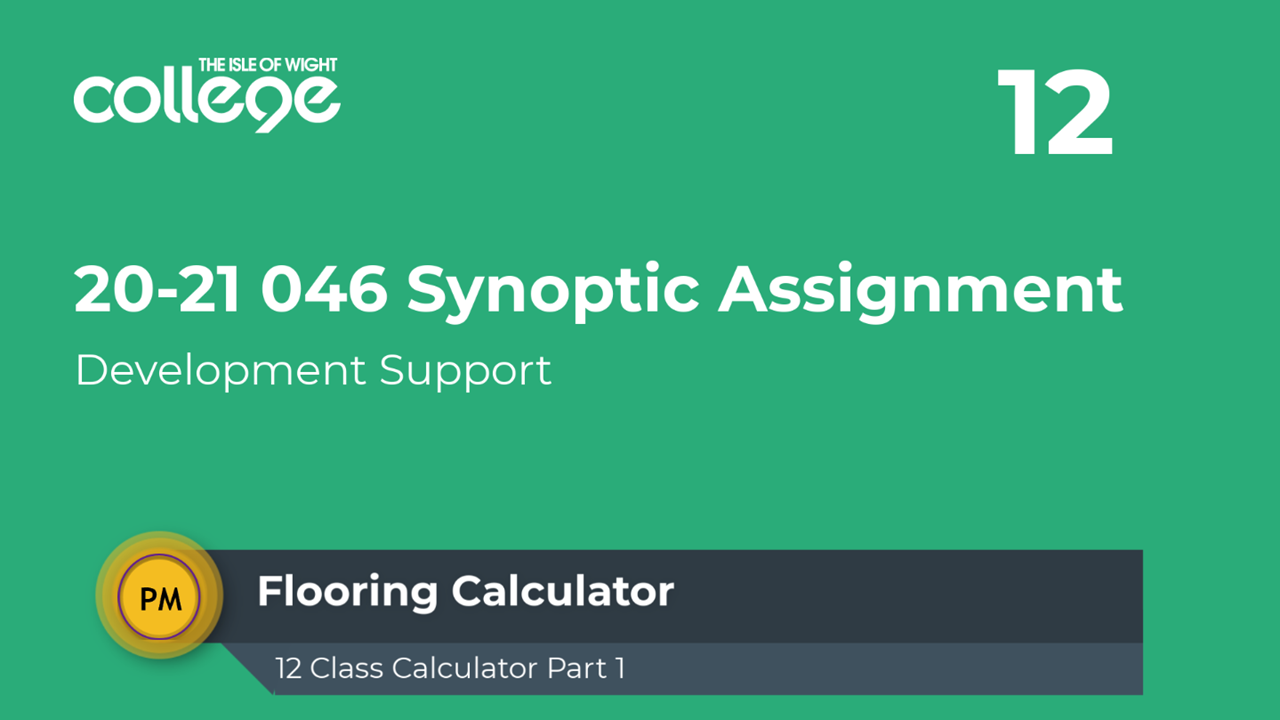 THE ISLE OF WIGHT
college
12
20-21 046 Synoptic Assignment
Development Support
PM
Flooring Calculator
12 Class Calculator Part 1